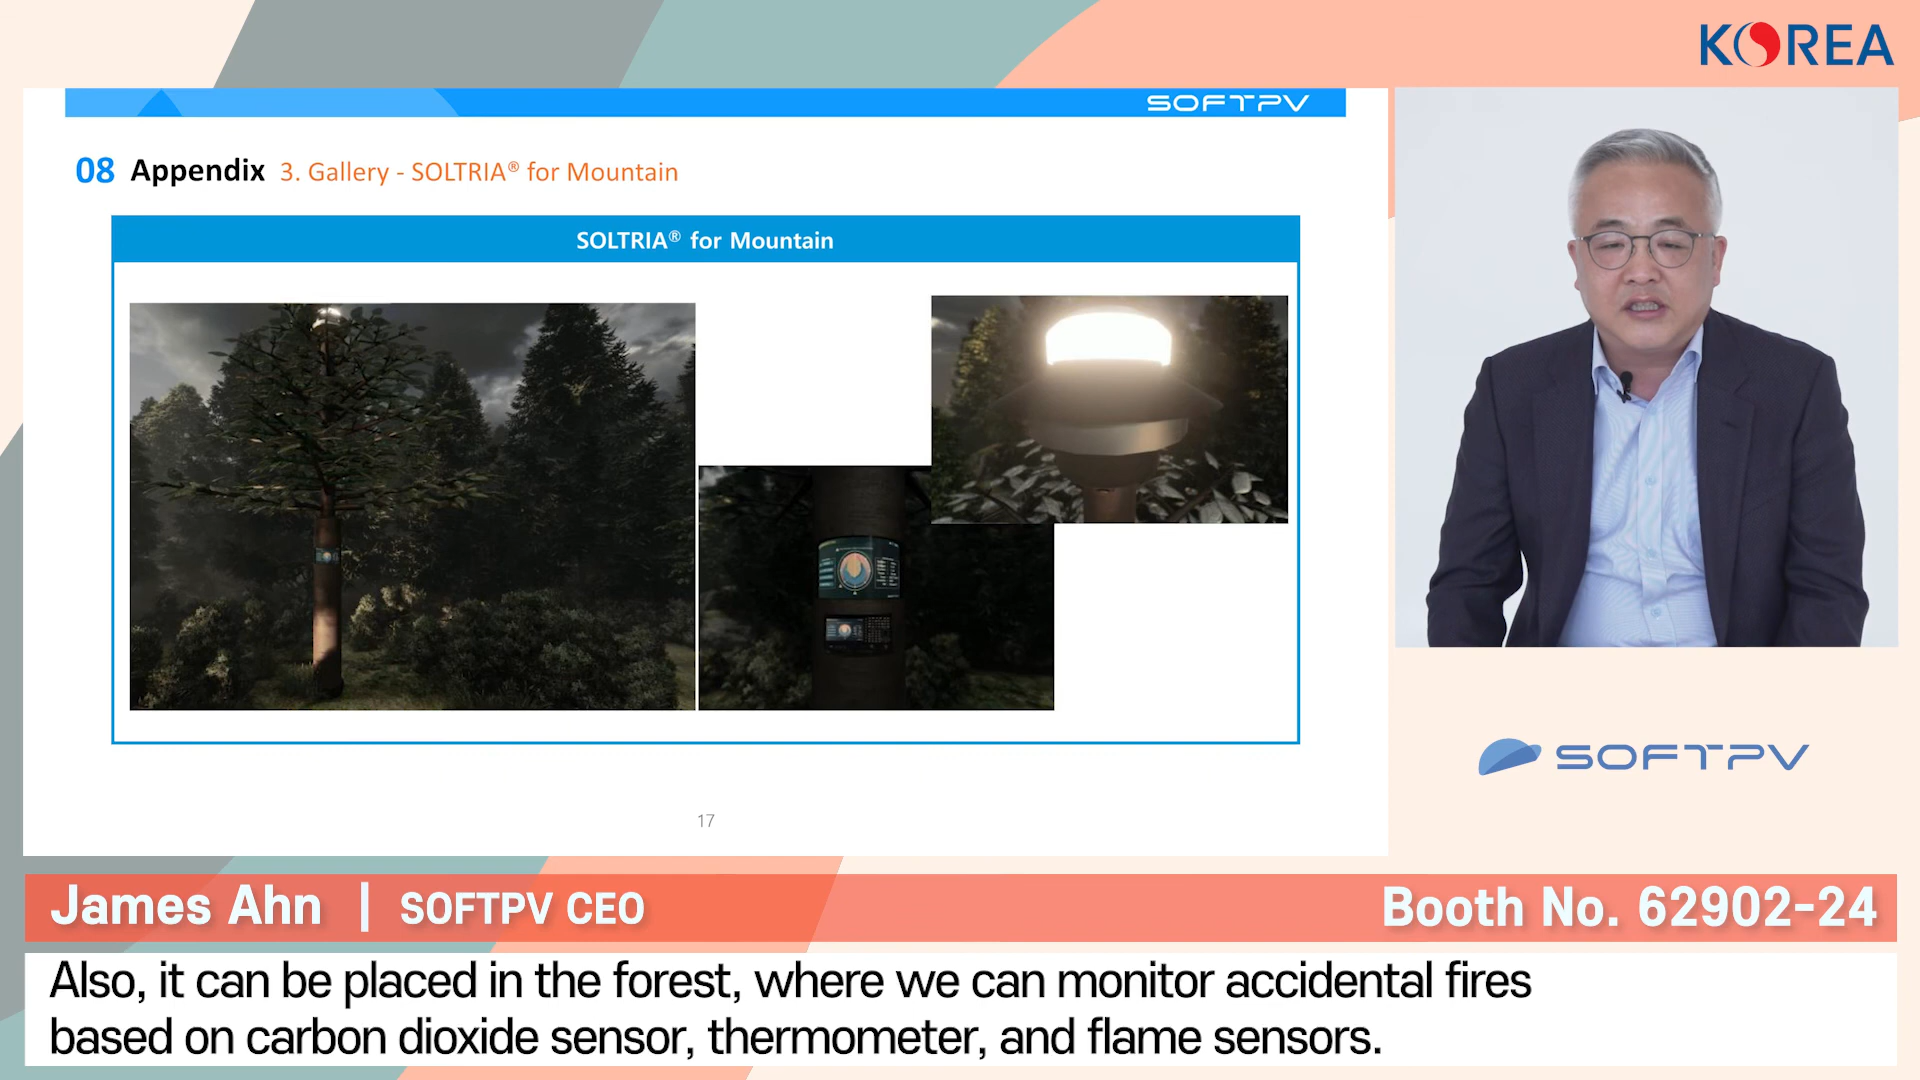 KOREA
SOFTPV
08 Appendix 3. Gallery - SOLTRIA® for Mountain
SOLTRIA® for Mountain
17
SOFTPV
James Ahn | SOFTPV CEO
Booth No. 62902-24
Also, it can be placed in the forest, where we can monitor accidental fires
based on carbon dioxide sensor, thermometer, and flame sensors.